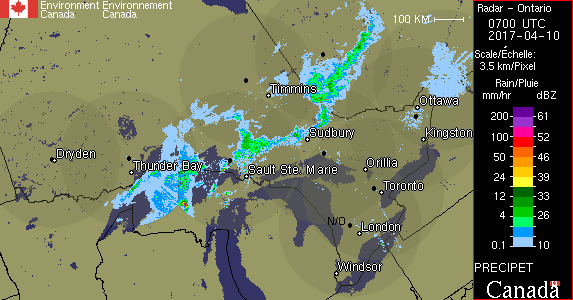 Environment Environnement
Canada Canada
100 KM
Timmins
Ottawa
Sudbury
Kingston
Dryden
Thunder Bay
Sault Ste. Marie
Orillia
Toronto
N/O
London
Windsor
Radar - Ontario
0700 UTC
2017-04-10
Scale/Échelle:
3.5 km/Pixel
Rain/Pluie
mm/hr dBZ
200 61
100 52
50 46
24 39
12 33
4 26
2 20
0.1 10
PRECIPET
Canada